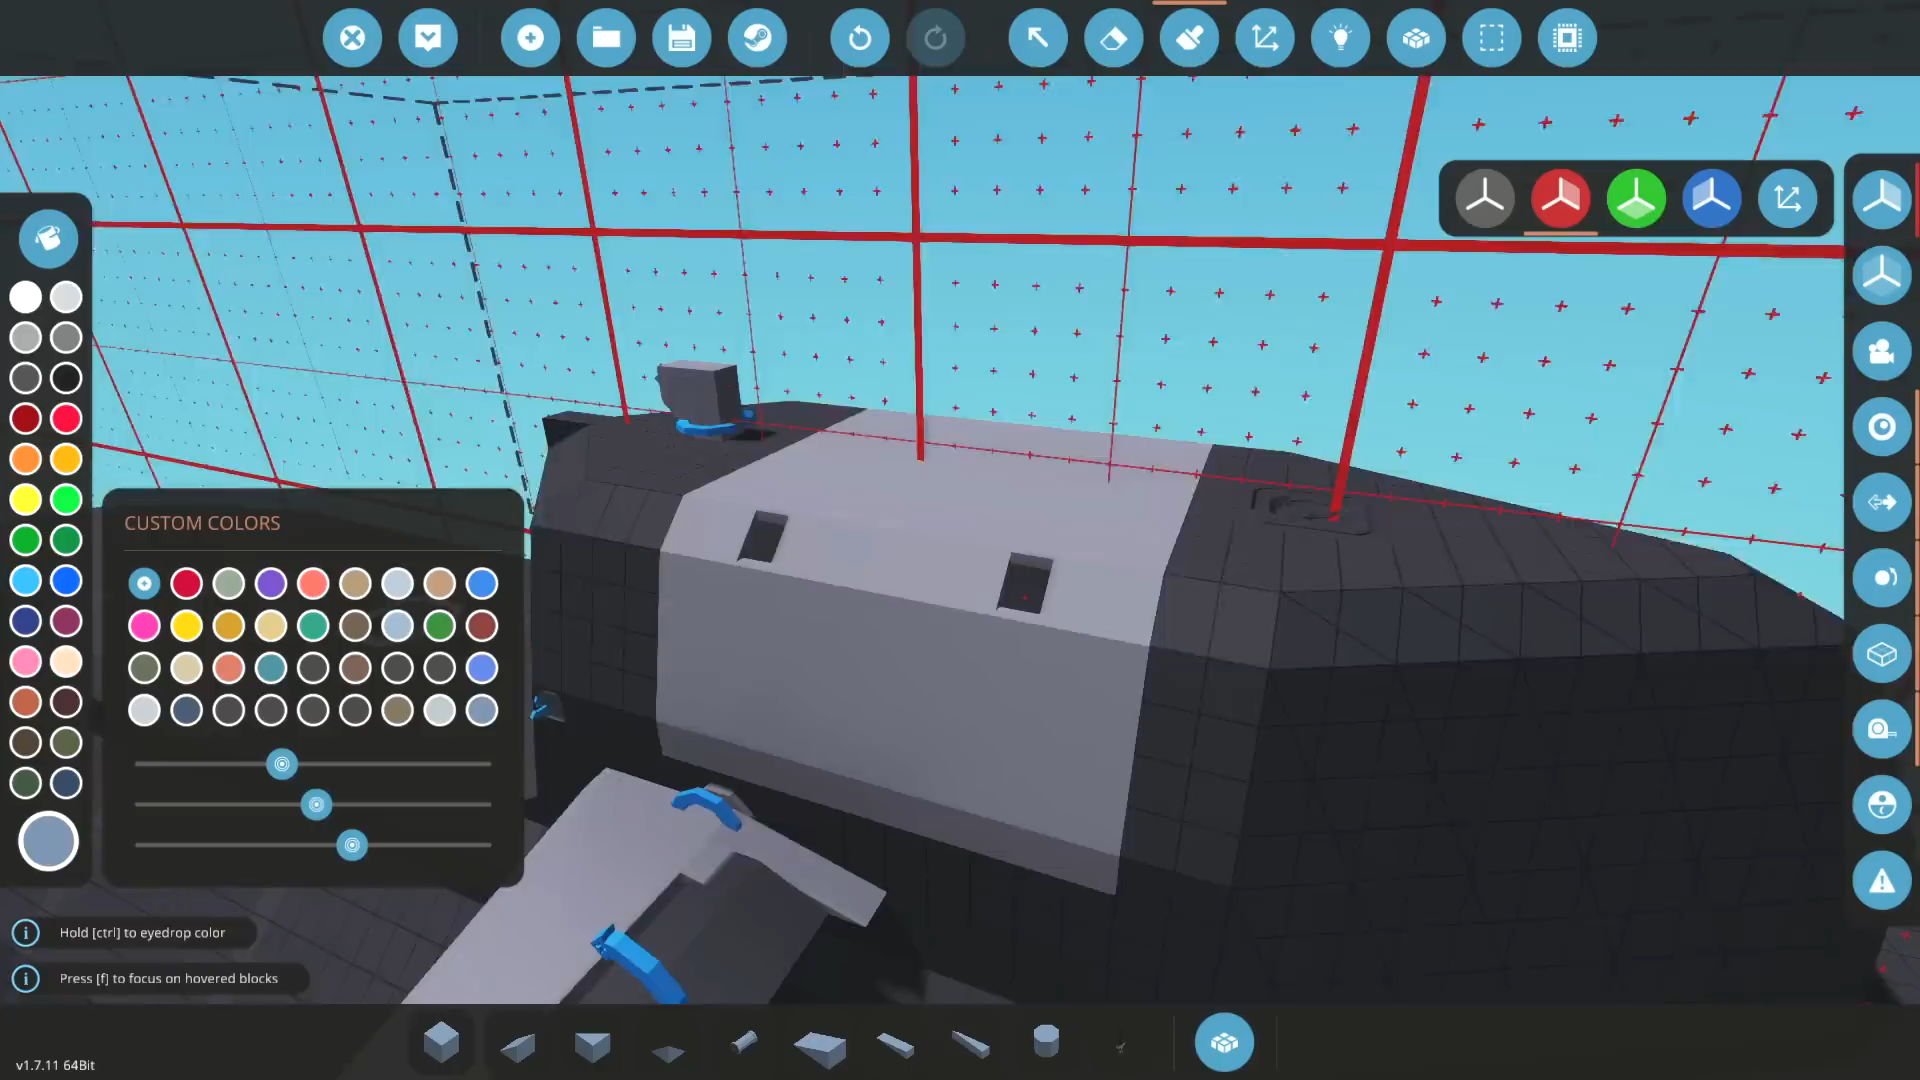 CUSTOM COLORS
Hold [ctrl] to eyedrop color
Press [f] to focus on hovered blocks
v1.7.11 64Bit